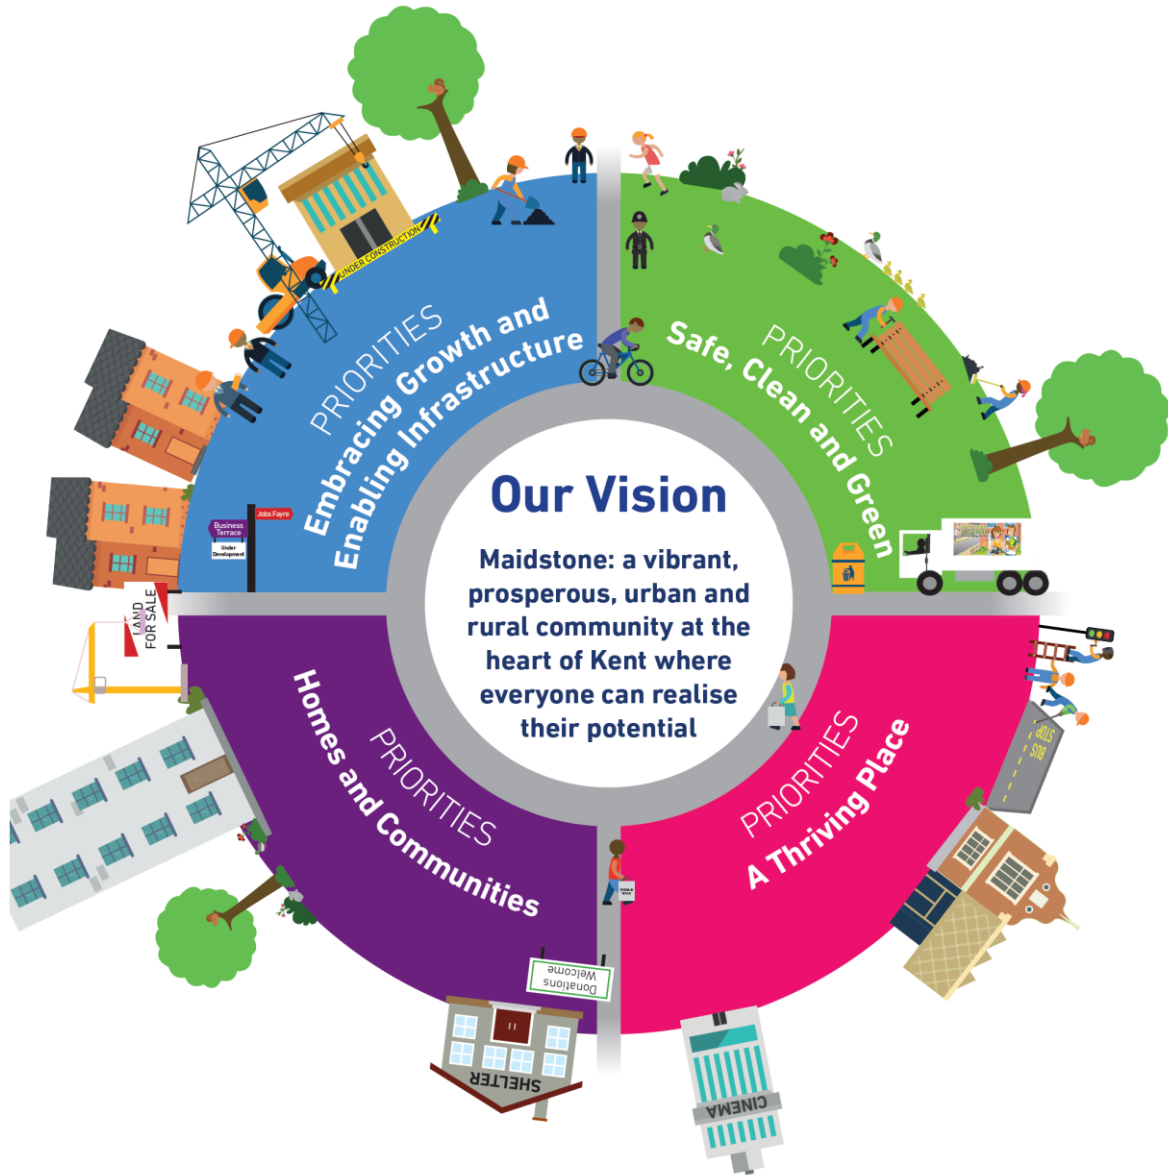 UNDER CONSTRUCTION
PRIORITIES
Embracing Growth and
Enabling Infrastructure
Jobs Fayre
Business
Terrace
Under
Development
PRIORITIES
Safe, Clean and Green
Our Vision
Maidstone: a vibrant,
prosperous, urban and
rural community at the
heart of Kent where
everyone can realise
their potential
LAND
FOR SALE
PRIORITIES
Homes and Communities
PRIORITIES
A Thriving Place
BUS
STOP
Donations
Welcome
SHELTER
CINEMA